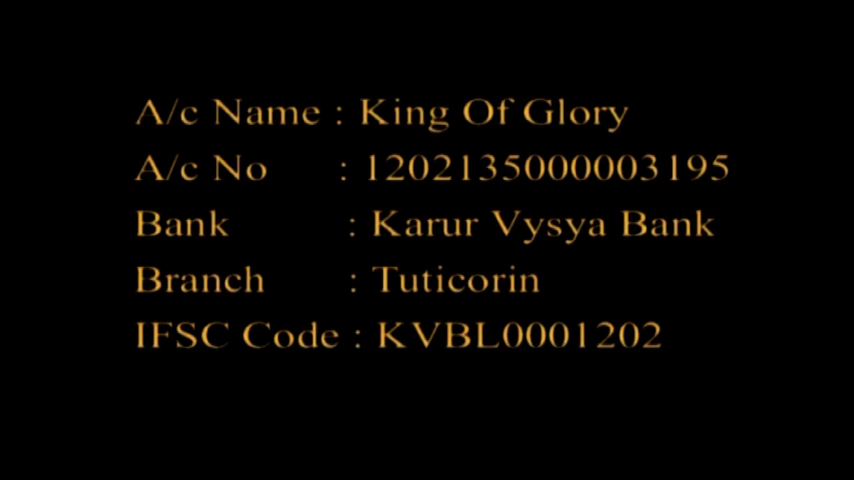 A/c Name : King Of Glory
A/c No : 1202135000003195
Bank : Karur Vysya Bank
Branch : Tuticorin
IFSC Code : KVBL0001202